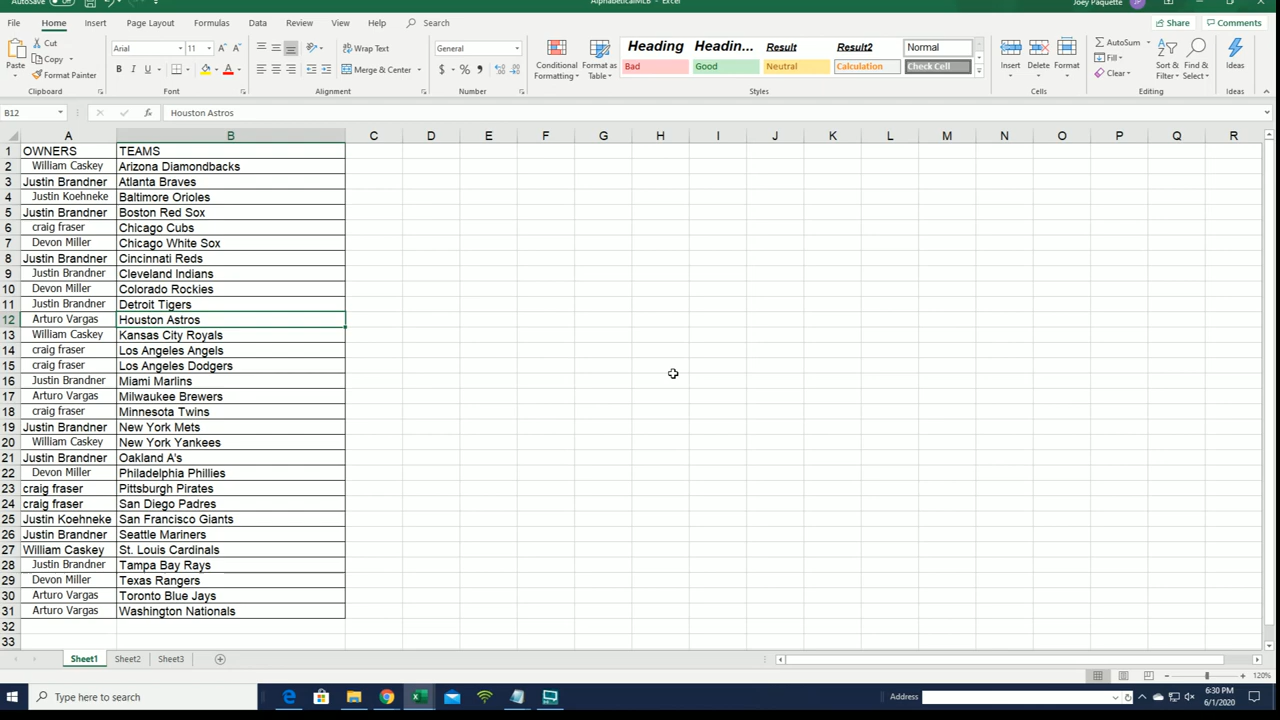 AutoSave
AlphabeticalMLB - Excel
Joey Paquette
JP
File Home Insert Page Layout Formulas Data Review View Help Search
Share Comments
Cut
Copy
Format Painter
Paste
Clipboard
Arial 11
B I U
Font
Wrap Text
Merge & Center
Alignment
General
$ % 9
Number
Conditional Formatting
Format as Table
Heading Headin... Result Result2 Normal
Bad Good Neutral Calculation Check Cell
Styles
Insert Delete Format
Cells
AutoSum
Fill
Clear
Sort & Filter
Find & Select
Editing
Ideas
Ideas
B12 fx Houston Astros
A B C D E F G H I J K L M N O P Q R
1 OWNERS TEAMS
2 William Caskey Arizona Diamondbacks
3 Justin Brandner Atlanta Braves
4 Justin Koehneke Baltimore Orioles
5 Justin Brandner Boston Red Sox
6 craig fraser Chicago Cubs
7 Devon Miller Chicago White Sox
8 Justin Brandner Cincinnati Reds
9 Justin Brandner Cleveland Indians
10 Devon Miller Colorado Rockies
11 Justin Brandner Detroit Tigers
12 Arturo Vargas Houston Astros
13 William Caskey Kansas City Royals
14 craig fraser Los Angeles Angels
15 craig fraser Los Angeles Dodgers
16 Justin Brandner Miami Marlins
17 Arturo Vargas Milwaukee Brewers
18 craig fraser Minnesota Twins
19 Justin Brandner New York Mets
20 William Caskey New York Yankees
21 Justin Brandner Oakland A's
22 Devon Miller Philadelphia Phillies
23 craig fraser Pittsburgh Pirates
24 craig fraser San Diego Padres
25 Justin Koehneke San Francisco Giants
26 Justin Brandner Seattle Mariners
27 William Caskey St. Louis Cardinals
28 Justin Brandner Tampa Bay Rays
29 Devon Miller Texas Rangers
30 Arturo Vargas Toronto Blue Jays
31 Arturo Vargas Washington Nationals
32
33
Sheet1 Sheet2 Sheet3
120%
Type here to search
Address
6:30 PM
6/1/2020